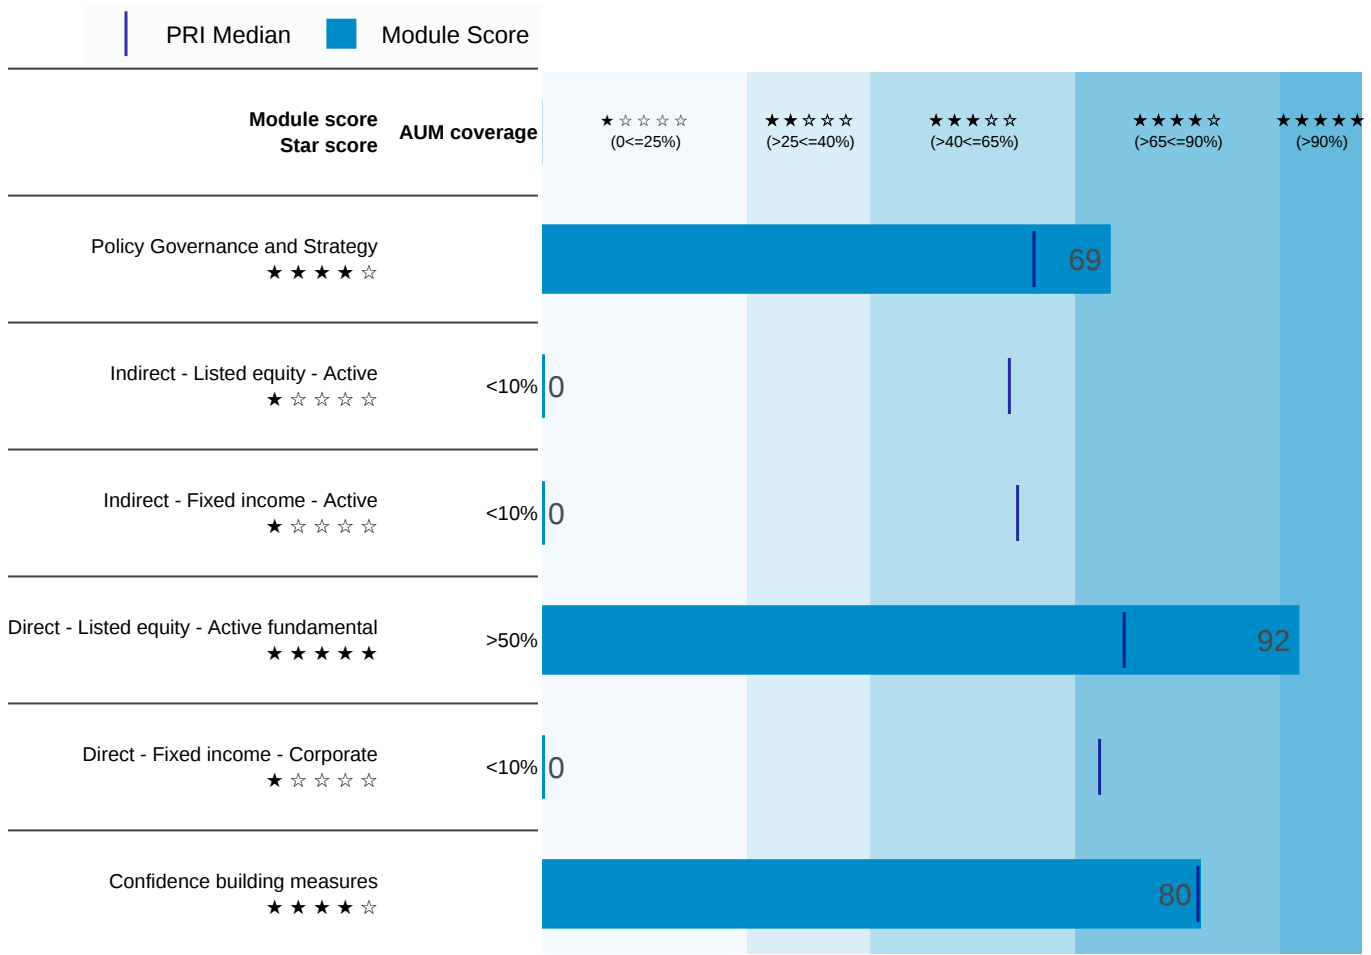 PRI Median Module Score
Module score
Star score
AUM coverage
★☆☆☆☆ ★★☆☆☆ ★★★☆☆ ★★★★☆ ★★★★★
(0<=25%) (>25<=40%) (>40<=65%) (>65<=90%) (>90%)
Policy Governance and Strategy
★★★★☆
69
Indirect - Listed equity - Active
★☆☆☆☆
<10% 0
Indirect - Fixed income - Active
★☆☆☆☆
<10% 0
Direct - Listed equity - Active fundamental
★★★★★
>50% 92
Direct - Fixed income - Corporate
★☆☆☆☆
<10% 0
Confidence building measures
★★★★☆
80